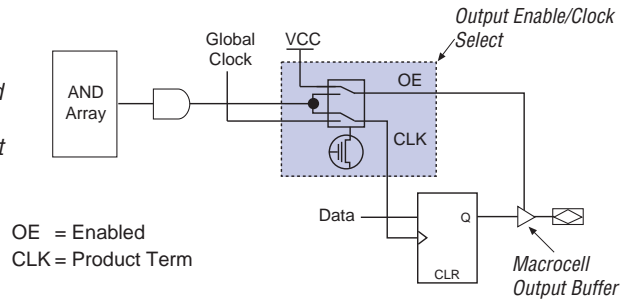 Output Enable/Clock
Select
Global
Clock
VCC
AND
Array
OE
CLK
Data
Q
CLR
OE = Enabled
CLK = Product Term
Macrocell
Output Buffer